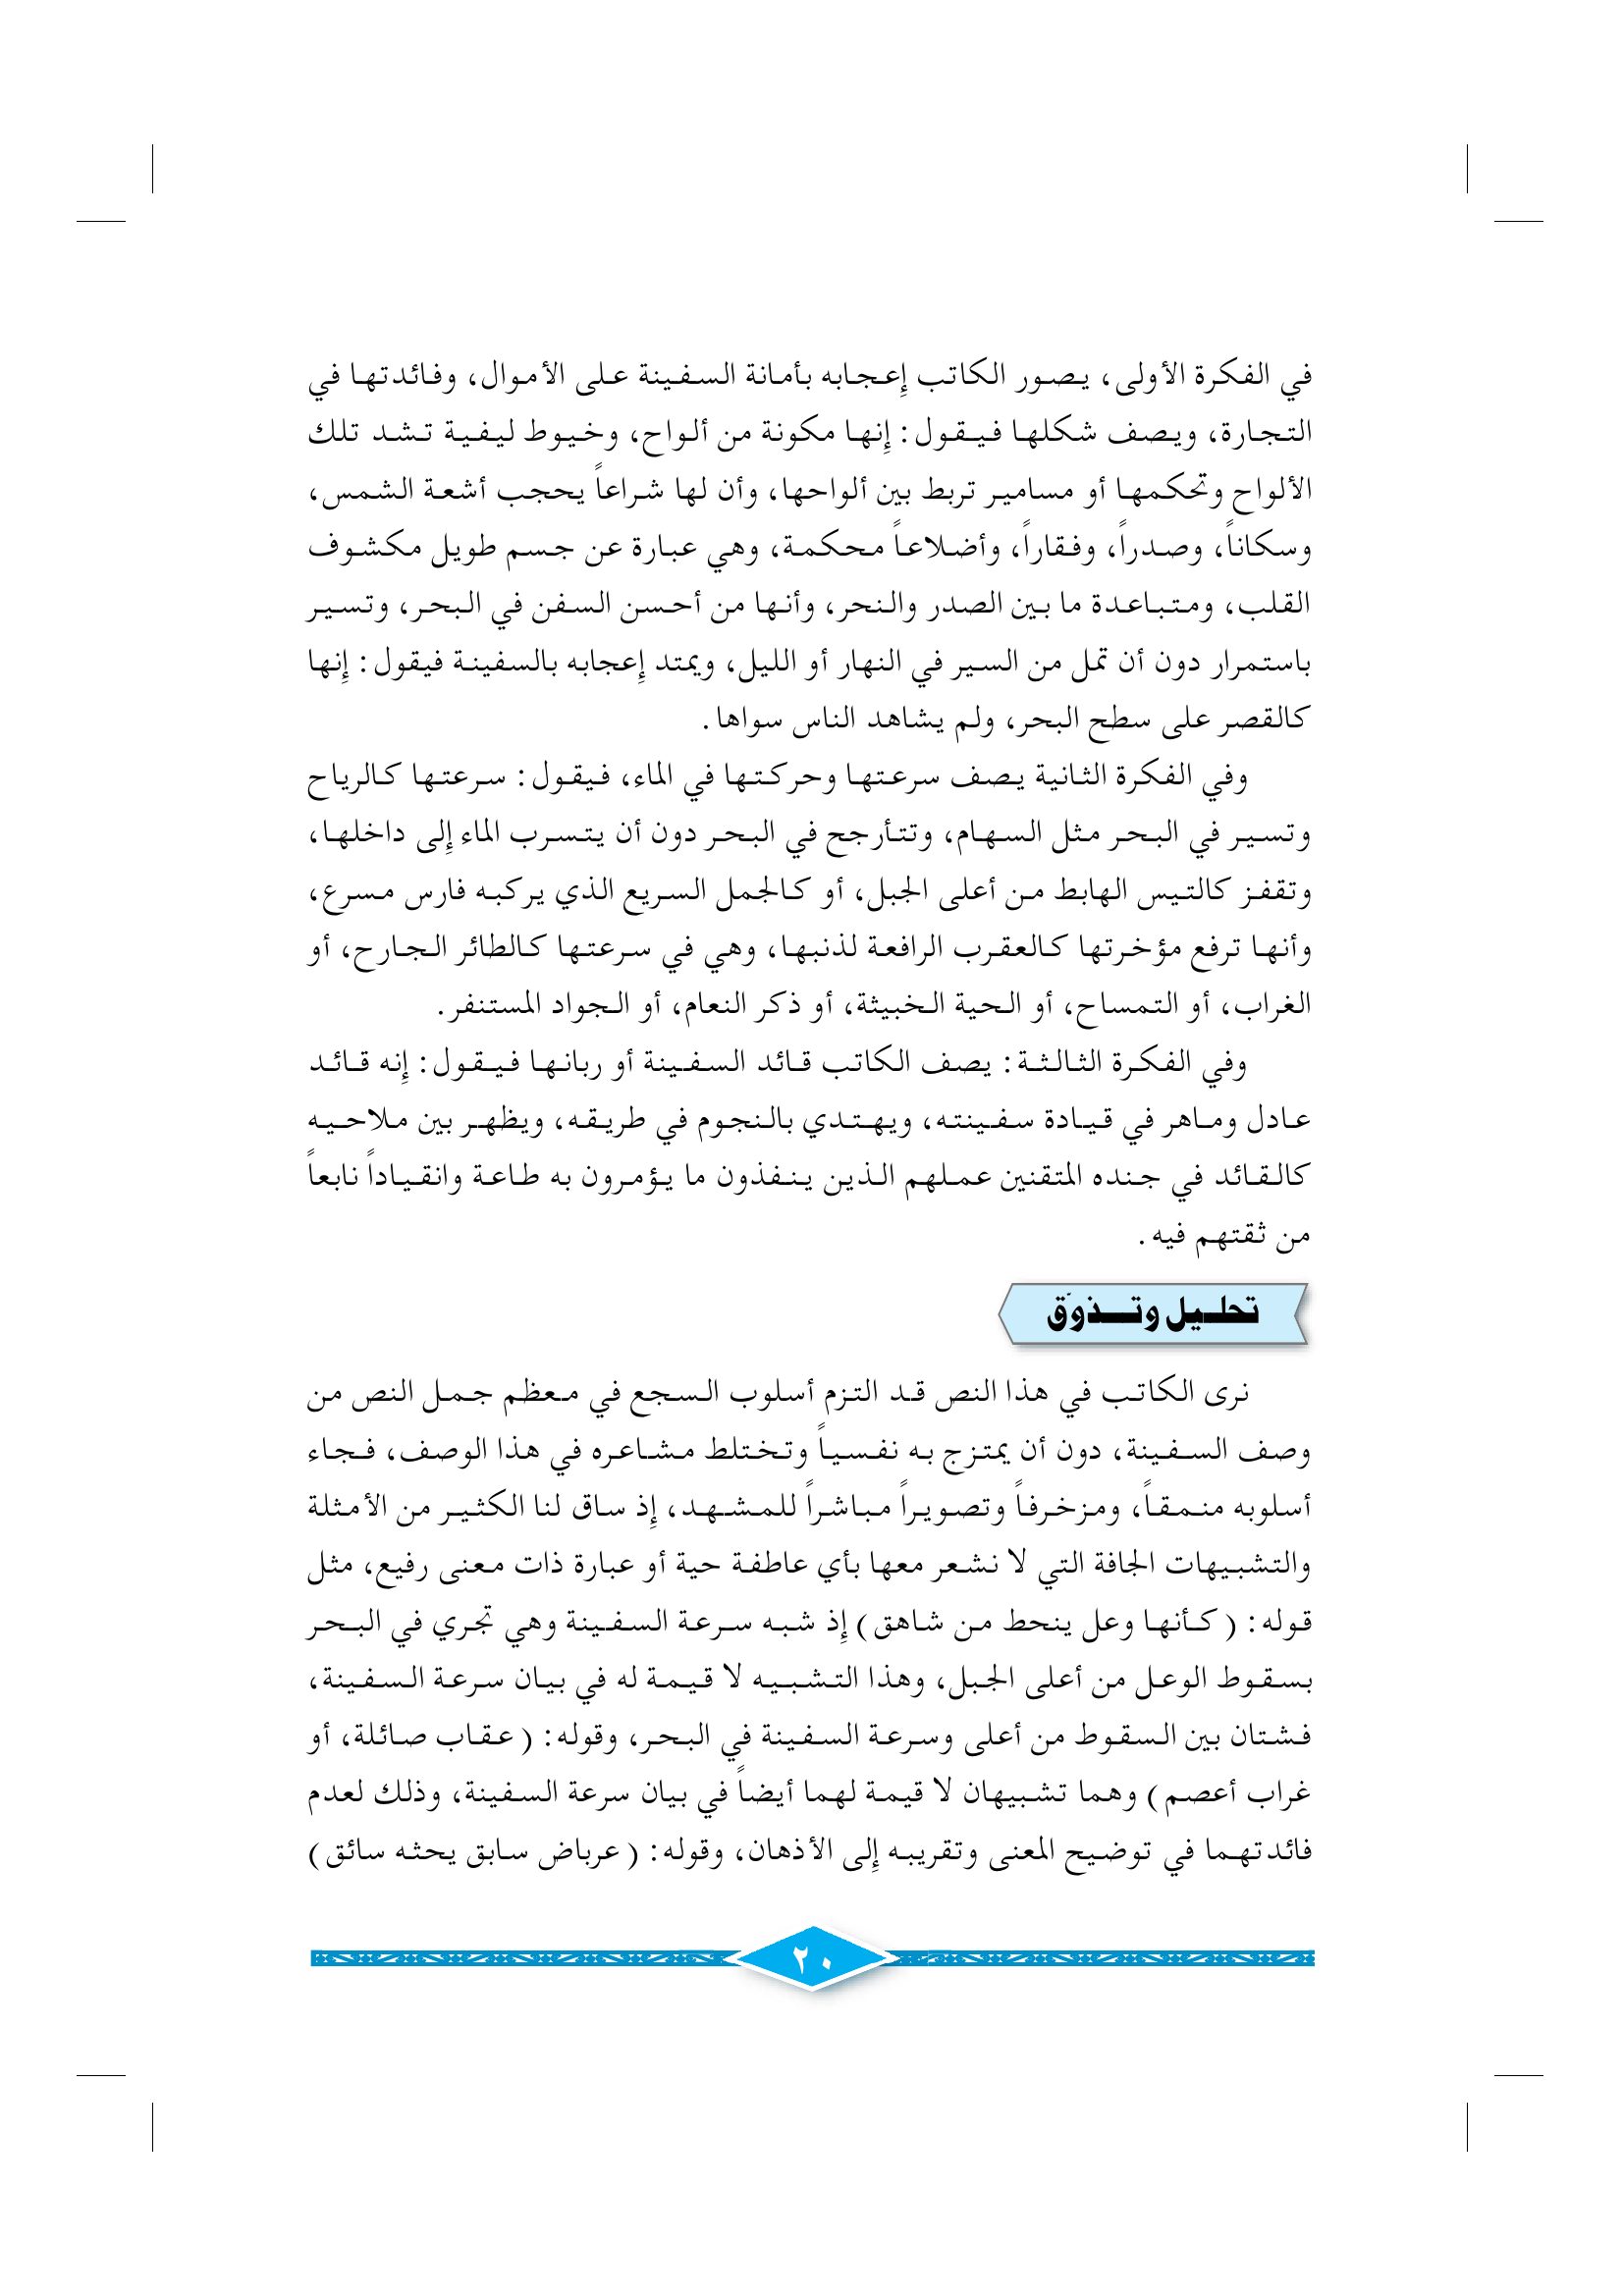 في الفكرة الأولى، يصور الكاتب إِعجابه بأمانة السفينة على الأموال، وفائدتها في
التجارة، ويصف شكلها فيقول: إِنها مكونة من ألواح، وخيوط ليفية تشد تلك
الألواح وتحكمها أو مسامير تربط بين ألواحها، وأن لها شراعاً يحجب أشعة الشمس،
وسكاناً، وصدراً، وفقاراً، وأضلاعاً محكمة، وهي عبارة عن جسم طويل مكشوف
القلب، ومتباعدة ما بين الصدر والنحر، وأنها من أحسن السفن في البحر، وتسير
باستمرار دون أن تمل من السير في النهار أو الليل، ويمتد إِعجابه بالسفينة فيقول: إِنها
كالقصر على سطح البحر، ولم يشاهد الناس سواها.
وفي الفكرة الثانية يصف سرعتها وحركتها في الماء، فيقول: سرعتها كالرياح
وتسير في البحر مثل السهام، وتتأرجح في البحر دون أن يتسرب الماء إِلى داخلها،
وتقفز كالتيس الهابط من أعلى الجبل، أو كالجمل السريع الذي يركبه فارس مسرع،
وأنها ترفع مؤخرتها كالعقرب الرافعة لذنبها، وهي في سرعتها كالطائر الجارح، أو
الغراب، أو التمساح، أو الحية الخبيثة، أو ذكر النعام، أو الجواد المستنفر.
وفي الفكرة الثالثة: يصف الكاتب قائد السفينة أو ربانها فيقول: إِنه قائد
عادل وماهر في قيادة سفينته، ويهتدي بالنجوم في طريقه، ويظهر بين ملاحيه
كالقائد في جنده المتقنين عملهم الذين ينفذون ما يؤمرون به طاعة وانقياداً نابعاً
من ثقتهم فيه.
تحليل وتذوّق
نرى الكاتب في هذا النص قد التزم أسلوب السجع في معظم جمل النص من
وصف السفينة، دون أن يمتزج به نفسياً وتختلط مشاعره في هذا الوصف، فجاء
أسلوبه منمقاً، ومزخرفاً وتصويراً مباشراً للمشهد، إِذ ساق لنا الكثير من الأمثلة
والتشبيهات الجافة التي لا نشعر معها بأي عاطفة حية أو عبارة ذات معنى رفيع، مثل
قوله: (كأنها وعل ينحط من شاهق) إِذ شبه سرعة السفينة وهي تجري في البحر
بسقوط الوعل من أعلى الجبل، وهذا التشبيه لا قيمة له في بيان سرعة السفينة،
فشتان بين السقوط من أعلى وسرعة السفينة في البحر، وقوله: (عقاب صائلة، أو
غراب أعصم) وهما تشبيهان لا قيمة لهما أيضاً في بيان سرعة السفينة، وذلك لعدم
فائدتهما في توضيح المعنى وتقريبه إِلى الأذهان، وقوله: (عرباض سابق يحثه سائق)
٢٠